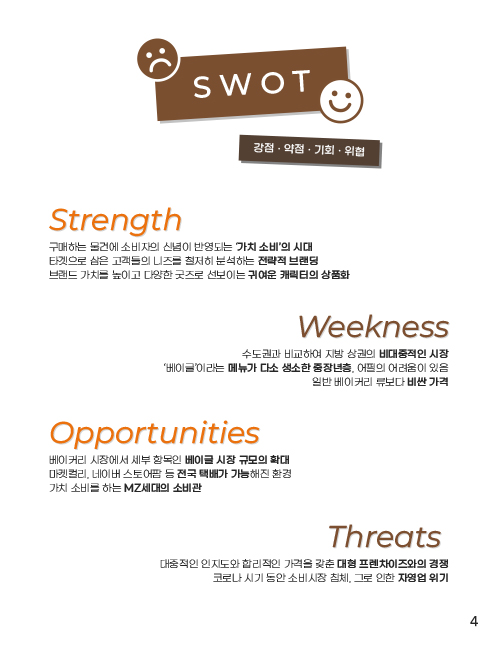 SWOT
강점 · 약점 · 기회 · 위협
Strength
구매하는 물건에 소비자의 신념이 반영되는 '가치 소비'의 시대
타겟으로 삼은 고객들의 니즈를 철저히 분석하는 전략적 브랜딩
브랜드 가치를 높이고 다양한 굿즈로 선보이는 귀여운 캐릭터의 상품화
Weekness
수도권과 비교하여 지방 상권의 비대중적인 시장
'베이글'이라는 메뉴가 다소 생소한 중장년층, 어필의 어려움이 있음
일반 베이커리 류보다 비싼 가격
Opportunities
베이커리 시장에서 세부 항목인 베이글 시장 규모의 확대
마켓컬리, 네이버 스토어팜 등 전국 택배가 가능해진 환경
가치 소비를 하는 MZ세대의 소비관
Threats
대중적인 인지도와 합리적인 가격을 갖춘 대형 프렌차이즈와의 경쟁
코로나 시기 동안 소비시장 침체, 그로 인한 자영업 위기
4